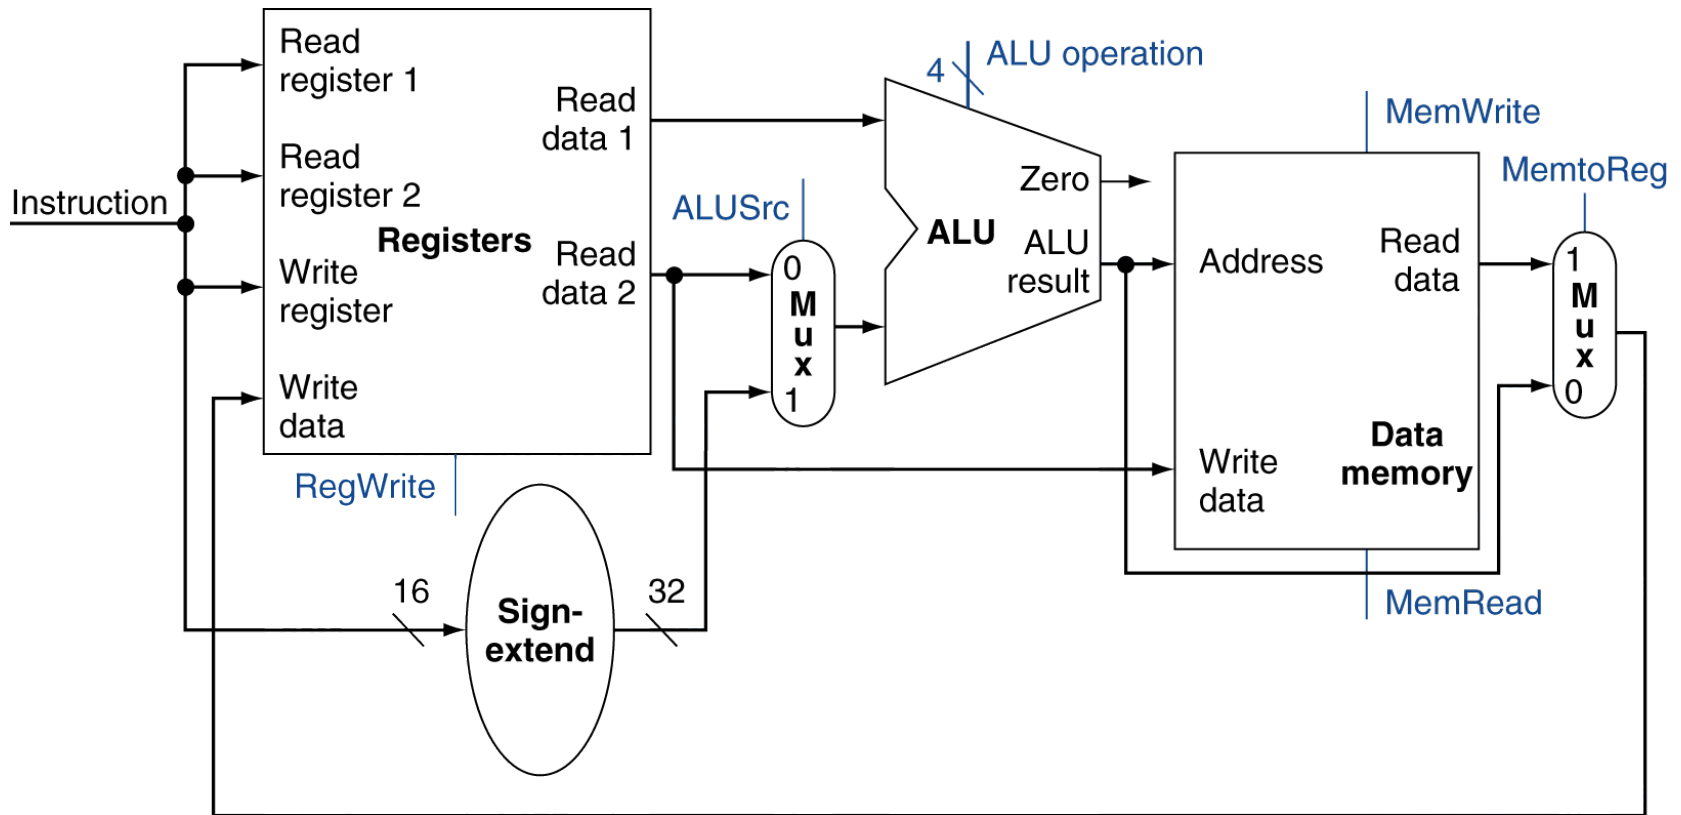 Instruction
Read
register 1
Read
register 2
Registers
Write
register
Write
data
Read
data 1
Read
data 2
RegWrite
16
Sign-
extend
32
ALUSrc
0
M
u
x
1
4
ALU operation
Zero
ALU
ALU
result
MemWrite
Address
Read
data
Write
data
Data
memory
MemRead
MemtoReg
1
M
u
x
0